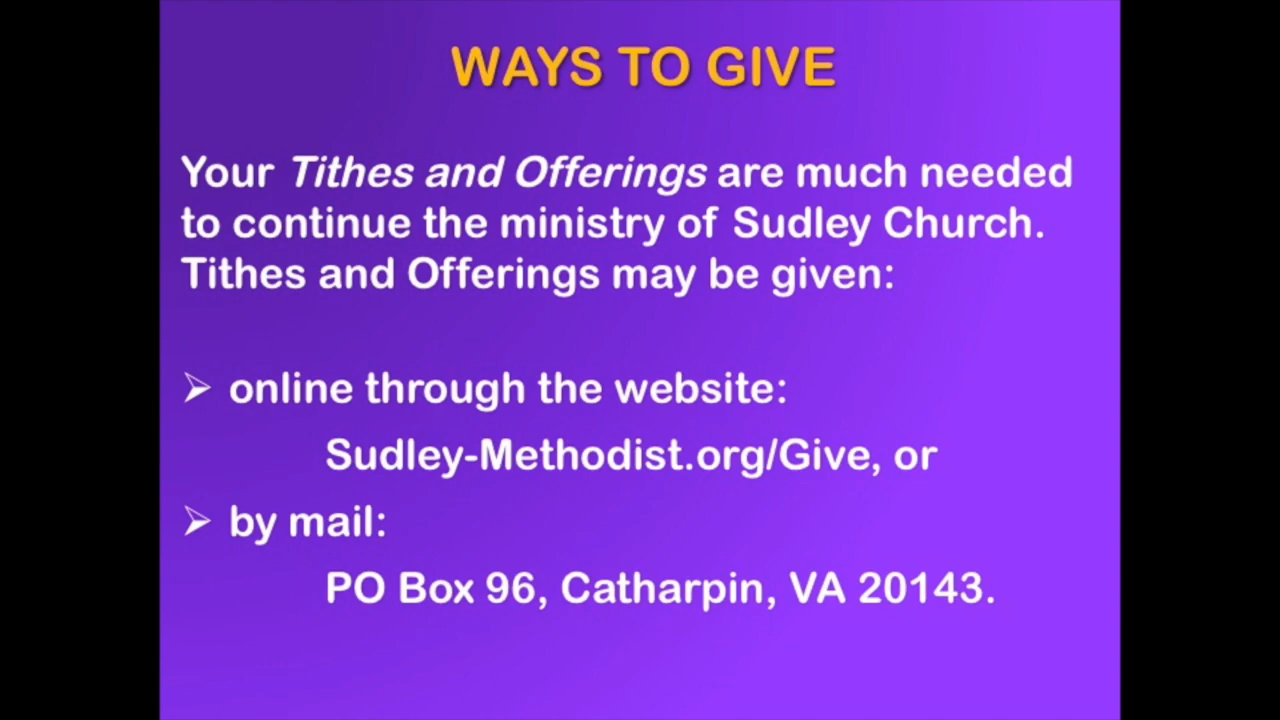 WAYS TO GIVE
Your Tithes and Offerings are much needed
to continue the ministry of Sudley Church.
Tithes and Offerings may be given:
➢ online through the website:
Sudley-Methodist.org/Give, or
➢ by mail:
PO Box 96, Catharpin, VA 20143.